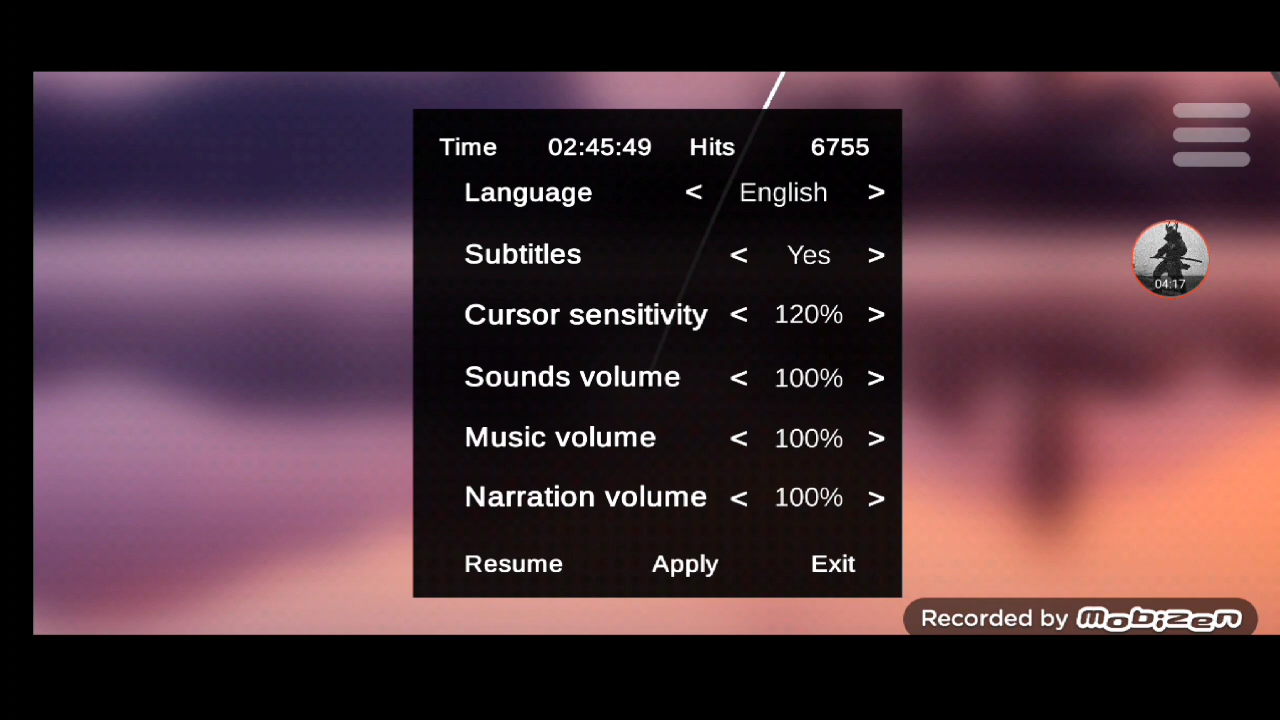 Time 02:45:49 Hits 6755
Language < English >
Subtitles < Yes >
Cursor sensitivity < 120% >
04:17
Sounds volume < 100% >
Music volume < 100% >
Narration volume < 100% >
Resume Apply Exit
Recorded by mobizen